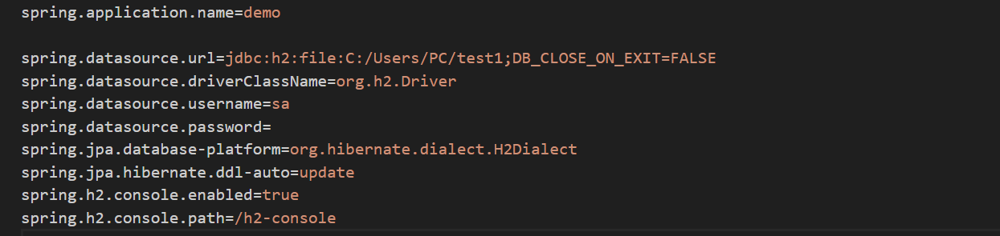 spring.application.name=demo
spring.datasource.url=jdbc:h2:file:C:/Users/PC/test1;DB_CLOSE_ON_EXIT=FALSE
spring.datasource.driverClassName=org.h2.Driver
spring.datasource.username=sa
spring.datasource.password=
spring.jpa.database-platform=org.hibernate.dialect.H2Dialect
spring.jpa.hibernate.ddl-auto=update
spring.h2.console.enabled=true
spring.h2.console.path=/h2-console